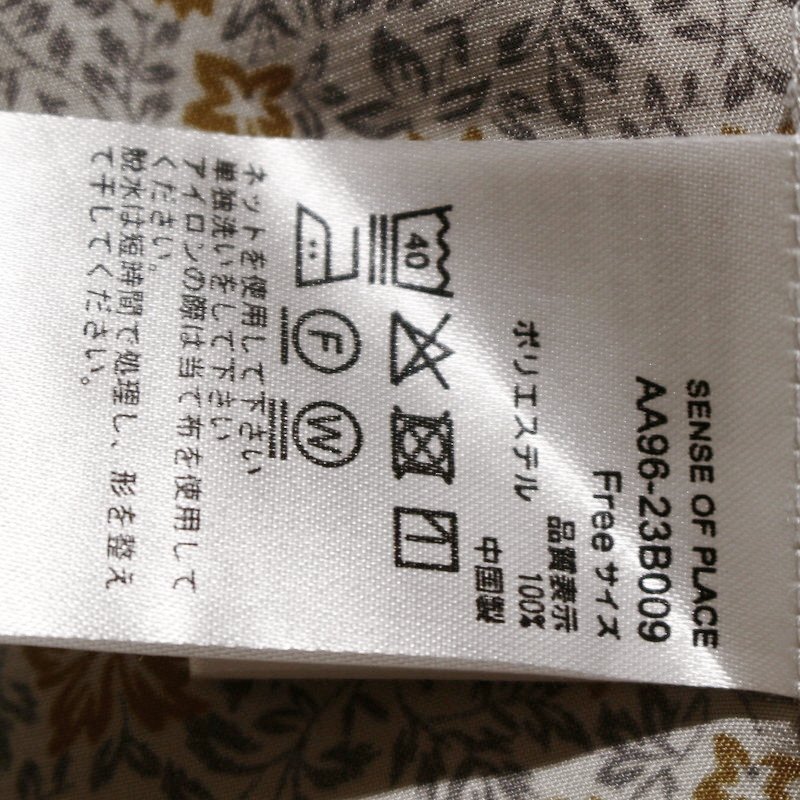 SENSE OF PLACE
AA96-23B009
Free サイズ
品質表示
ポリエステル 100%
中国製
40
F
W
ネットを使用して下さい
単独洗いをして下さい
アイロンの際は当て布を使用して
ください。
脱水は短時間で処理し、形を整え
て干してください。